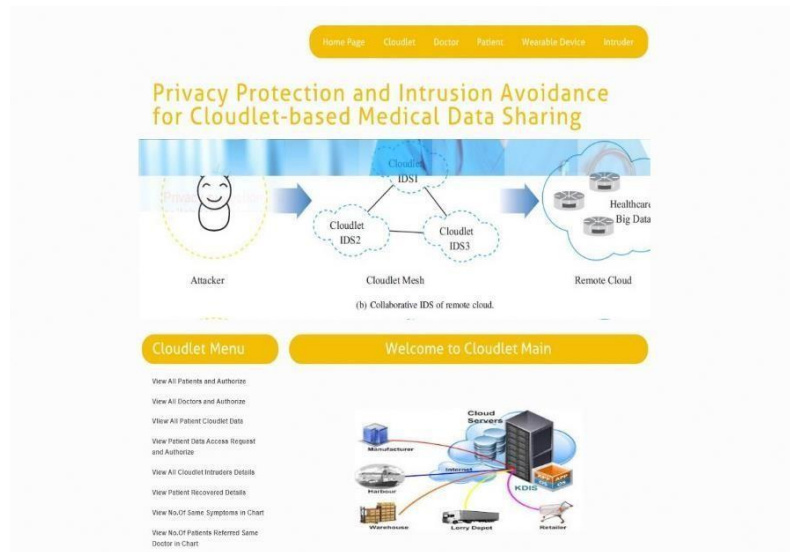 Home Page Cloudlet Doctor Patient Wearable Device Intruder
Privacy Protection and Intrusion Avoidance
for Cloudlet-based Medical Data Sharing
Cloudlet
IDS1
Cloudlet
IDS2
Cloudlet
IDS3
Healthcare
Big Data
Attacker
Cloudlet Mesh
Remote Cloud
(b) Collaborative IDS of remote cloud.
Cloudlet Menu
Welcome to Cloudlet Main
View All Patients and Authorize
View All Doctors and Authorize
View All Patient Cloudlet Data
View Patient Data Access Request
and Authorize
View All Cloudlet Intruders Details
View Patient Recovered Details
View No.Of Same Symptoms in Chart
View No.Of Patients Referred Same
Doctor in Chart
Cloud
Servers
Manufacturer
Internet
Harbour
KDIS
APP
APP
Warehouse
Lorry Depot
Retailer